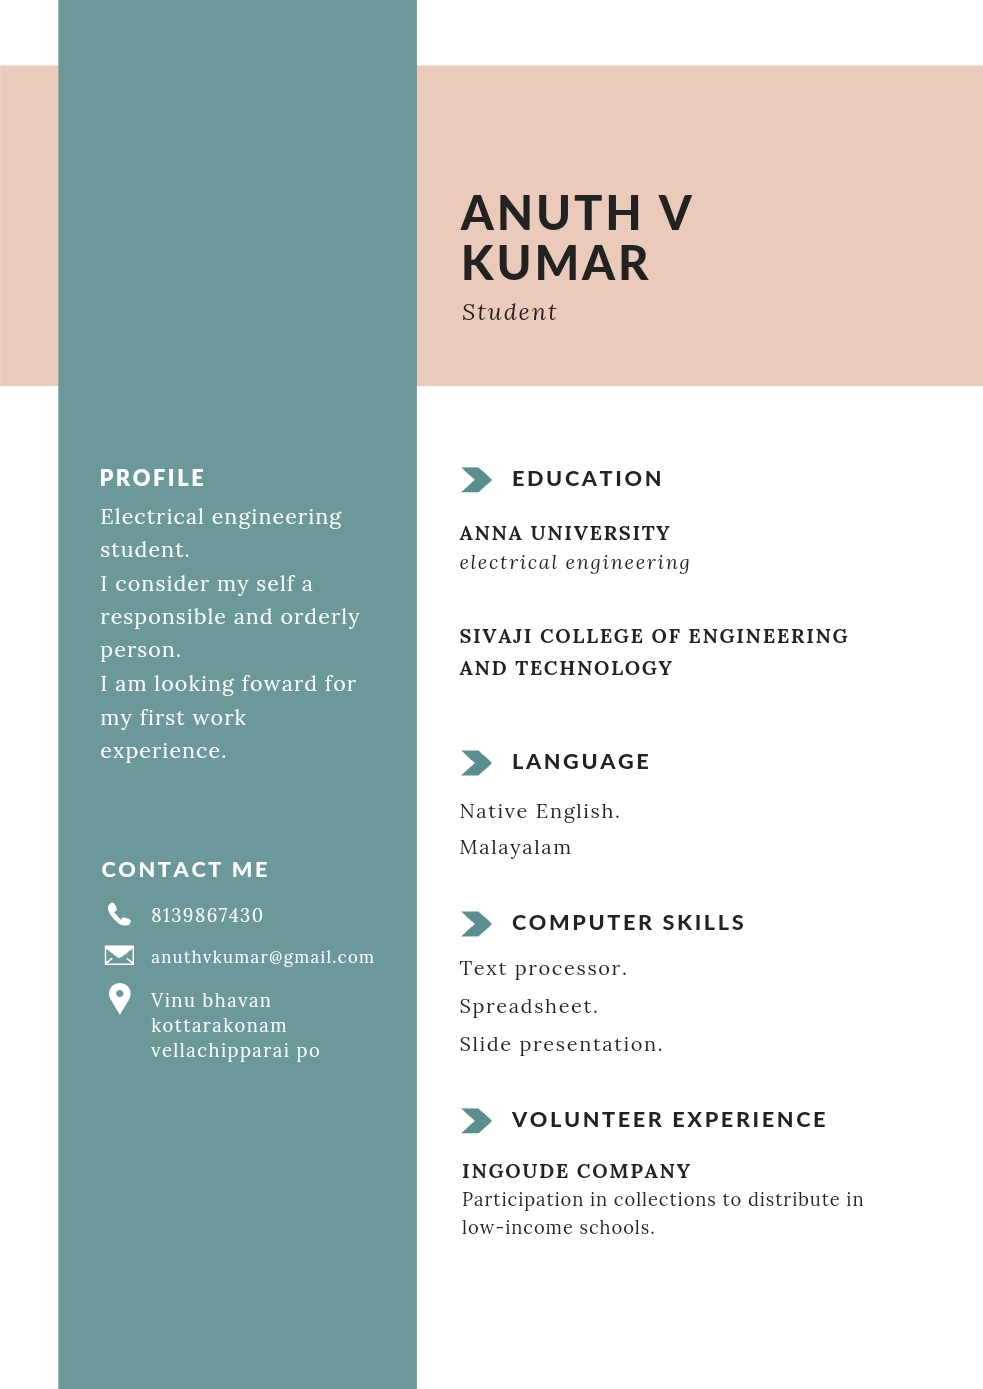 ANUTH V
KUMAR
Student
PROFILE
Electrical engineering
student.
I consider my self a
responsible and orderly
person.
I am looking foward for
my first work
experience.
CONTACT ME
8139867430
anuthvkumar@gmail.com
Vinu bhavan
kottarakonam
vellachipparai po
EDUCATION
ANNA UNIVERSITY
electrical engineering
SIVAJI COLLEGE OF ENGINEERING
AND TECHNOLOGY
LANGUAGE
Native English.
Malayalam
COMPUTER SKILLS
Text processor.
Spreadsheet.
Slide presentation.
VOLUNTEER EXPERIENCE
INGOUDE COMPANY
Participation in collections to distribute in
low-income schools.